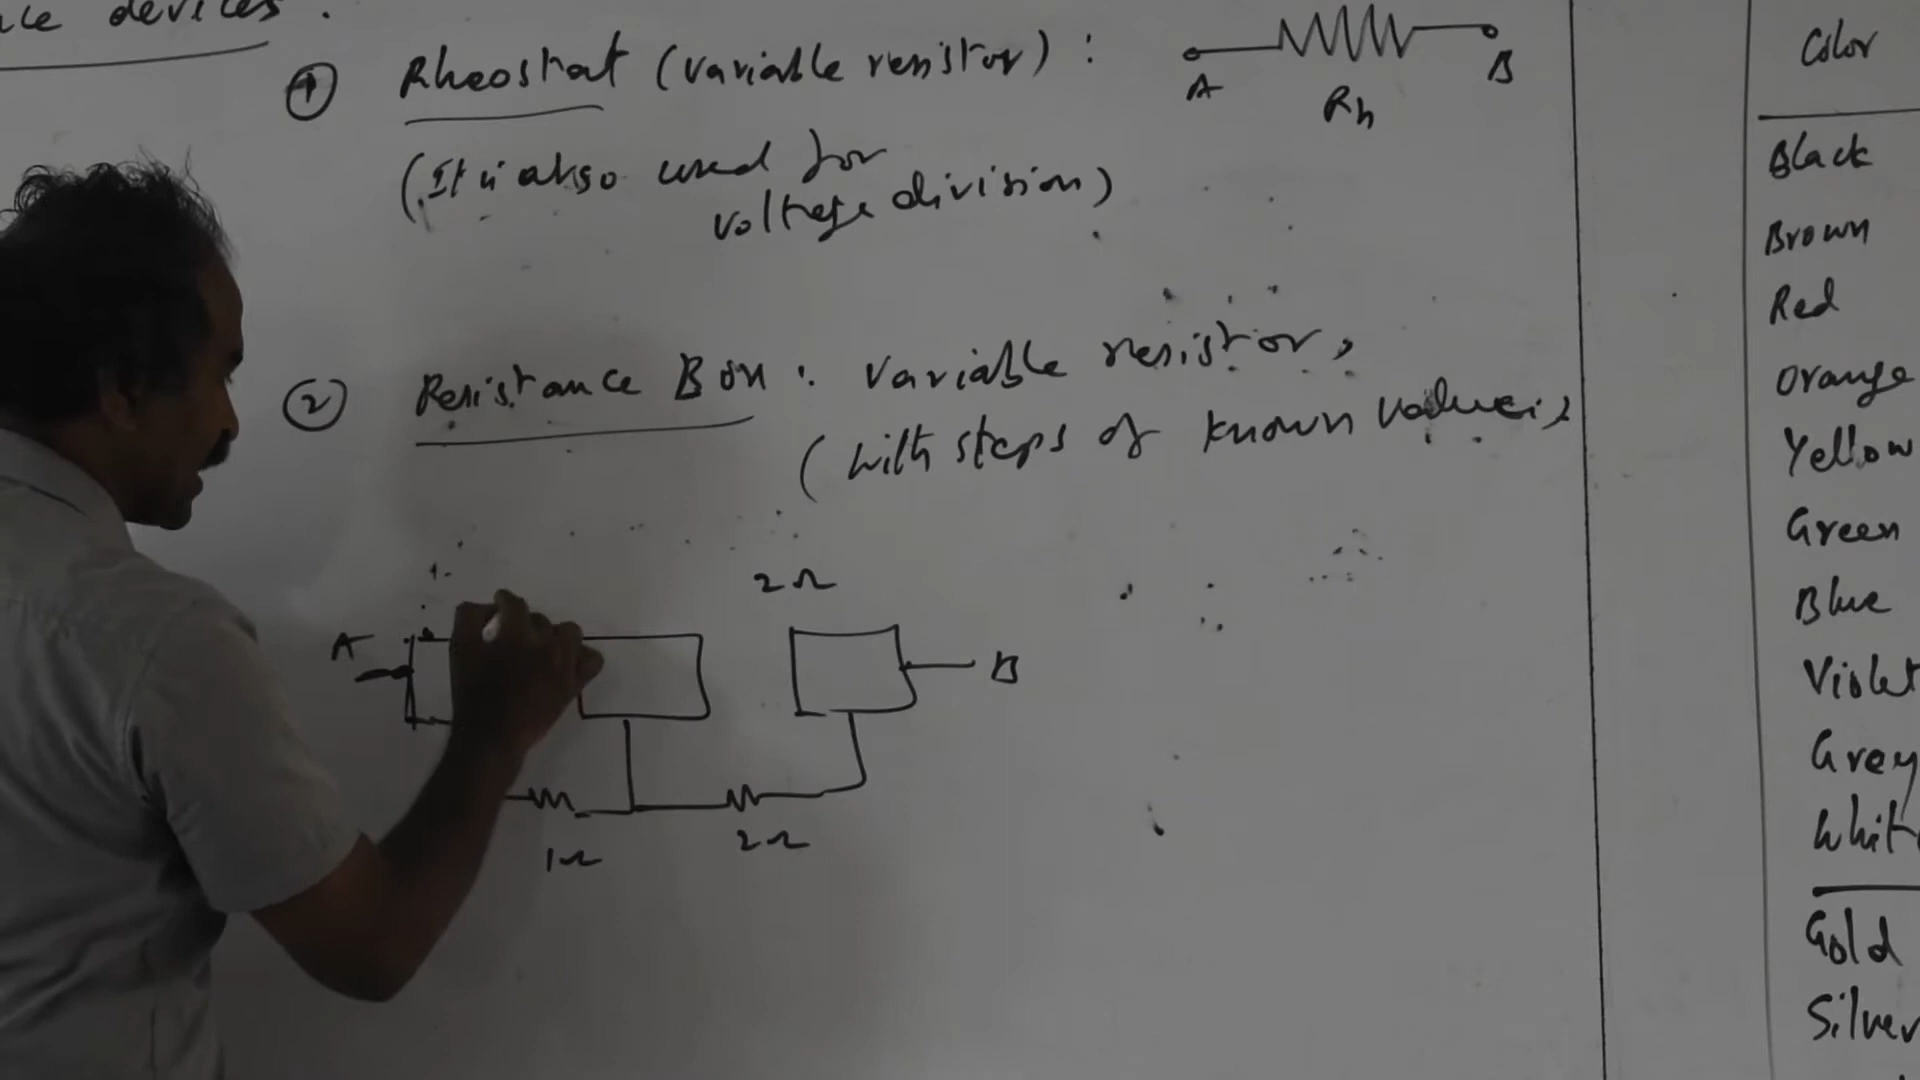 devices.
① Rheostat (variable resistor) :
A Rh B
(It is also used for
voltage division)
② Resistance Box : variable resistor,
(with steps of known values,
2Ω
A B
1Ω 2Ω
Color
Black
Brown
Red
Orange
Yellow
Green
Blue
Violet
Grey
Whit
Gold
Silver